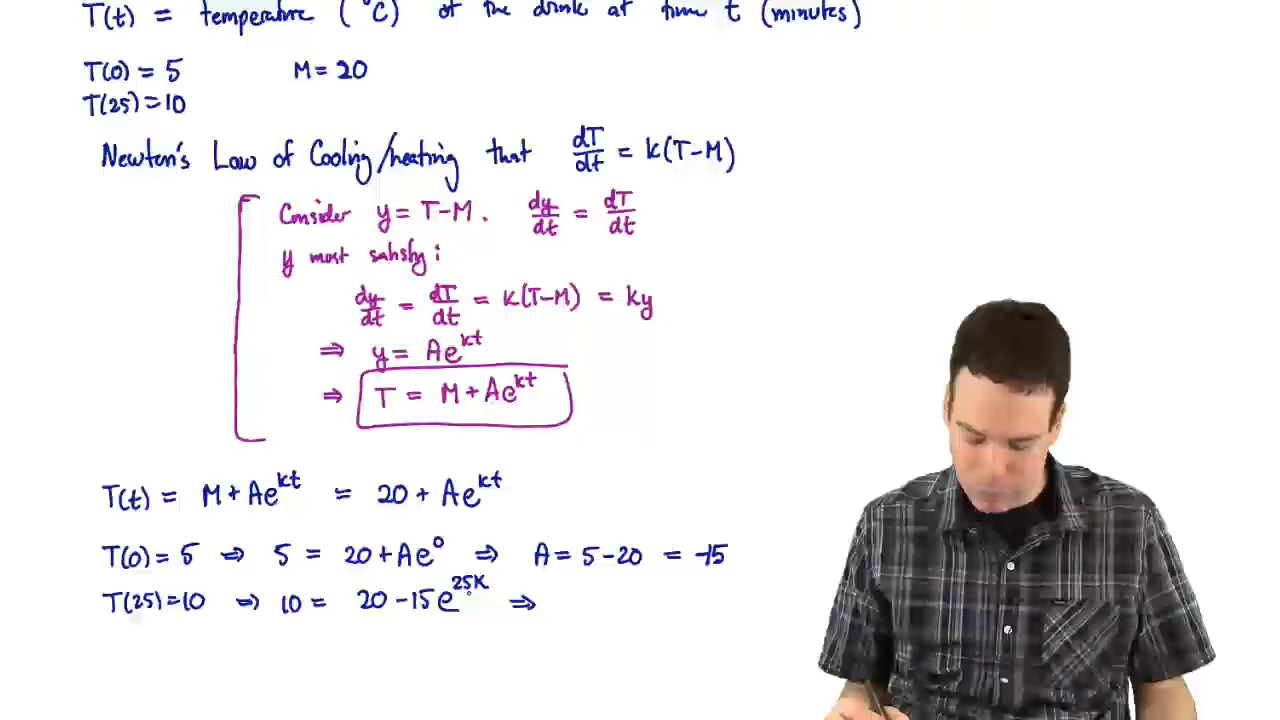 T(t) = temperature (°C) of the drink at time t (minutes)
T(0) = 5 M = 20
T(25) = 10
Newton's Law of Cooling/heating that dT/dt = k(T-M)
Consider y = T-M. dy/dt = dT/dt
y must satisfy:
dy/dt = dT/dt = k(T-M) = ky
⇒ y = Ae^kt
⇒ T = M + Ae^kt
T(t) = M + Ae^kt = 20 + Ae^kt
T(0) = 5 ⇒ 5 = 20 + Ae^0 ⇒ A = 5-20 = -15
T(25) = 10 ⇒ 10 = 20 - 15e^25k ⇒